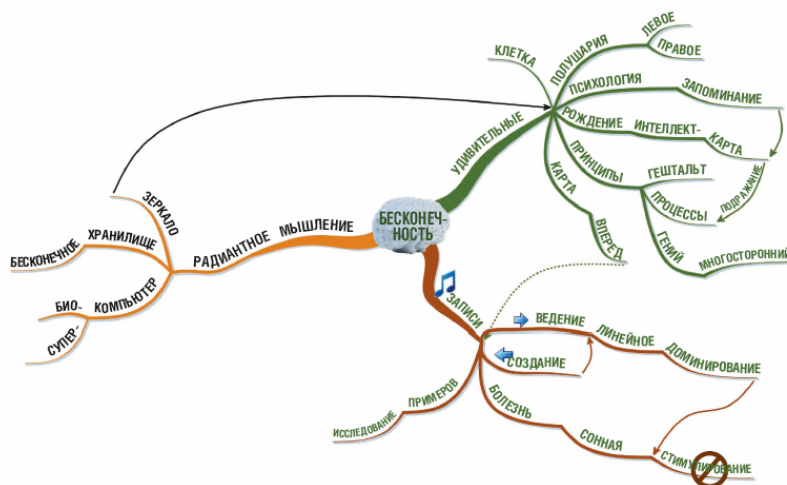 БЕСКОНЕЧ-
НОСТЬ
УДИВИТЕЛЬНЫЕ
КЛЕТКА
ПОЛУШАРИЯ
ЛЕВОЕ
ПРАВОЕ
ПСИХОЛОГИЯ
ЗАПОМИНАНИЕ
РОЖДЕНИЕ
ИНТЕЛЛЕКТ-
КАРТА
ПРИНЦИПЫ
ГЕШТАЛЬТ
ПРОЦЕССЫ
ПОДРАЖАНИЕ
ГЕНИЙ
МНОГОСТОРОННИЙ
КАРТА
ВПЕРЕД
ЗАПИСИ
ВЕДЕНИЕ
ЛИНЕЙНОЕ
ДОМИНИРОВАНИЕ
СОЗДАНИЕ
БОЛЕЗНЬ
СОННАЯ
СТИМУЛИРОВАНИЕ
ПРИМЕРОВ
ИССЛЕДОВАНИЕ
РАДИАНТНОЕ МЫШЛЕНИЕ
ЗЕРКАЛО
БЕСКОНЕЧНОЕ ХРАНИЛИЩЕ
КОМПЬЮТЕР
БИО-
СУПЕР-